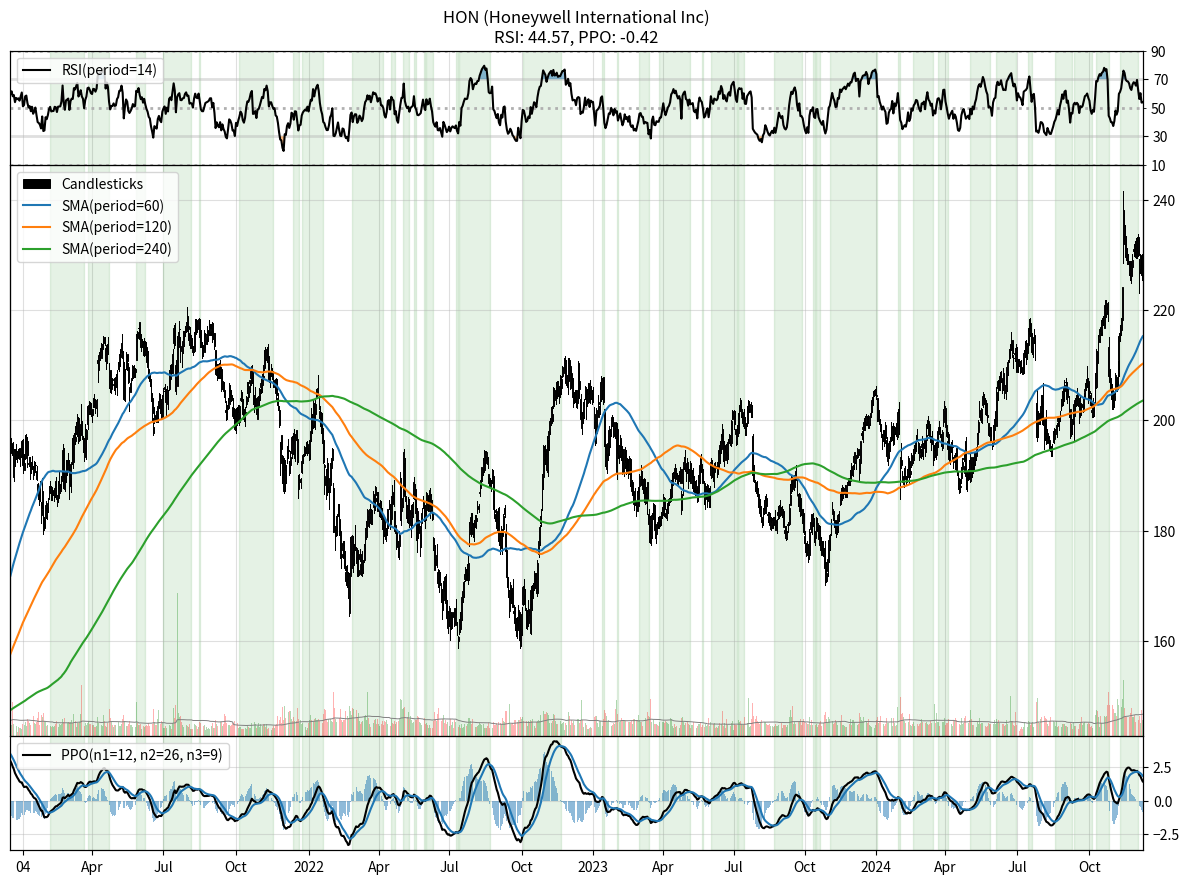 HON (Honeywell International Inc)
RSI: 44.57, PPO: -0.42
RSI(period=14)
90
70
50
30
10
Candlesticks
SMA(period=60)
SMA(period=120)
SMA(period=240)
240
220
200
180
160
PPO(n1=12, n2=26, n3=9)
2.5
0.0
−2.5
04 Apr Jul Oct 2022 Apr Jul Oct 2023 Apr Jul Oct 2024 Apr Jul Oct